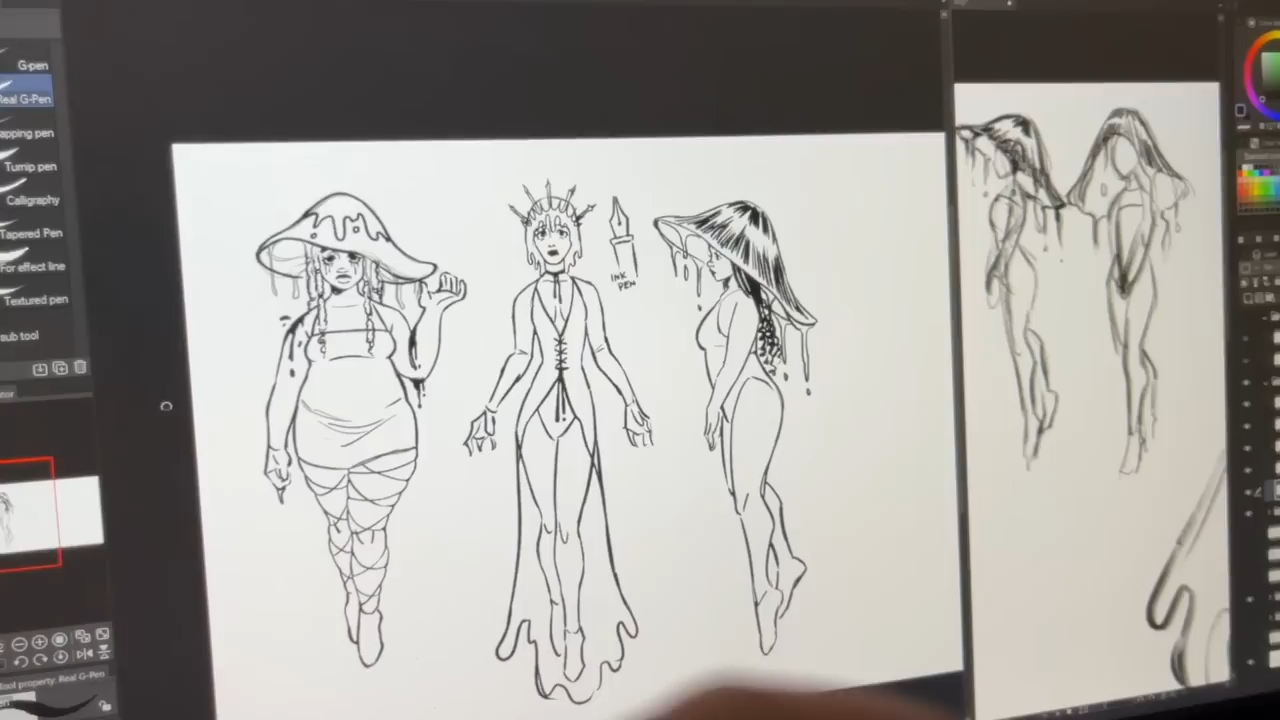 G-pen
Real G-Pen
apping pen
Turnip pen
Calligraphy
Tapered Pen
For effect line
Textured pen
sub tool
INK
PEN
Tool property: Real G-Pen